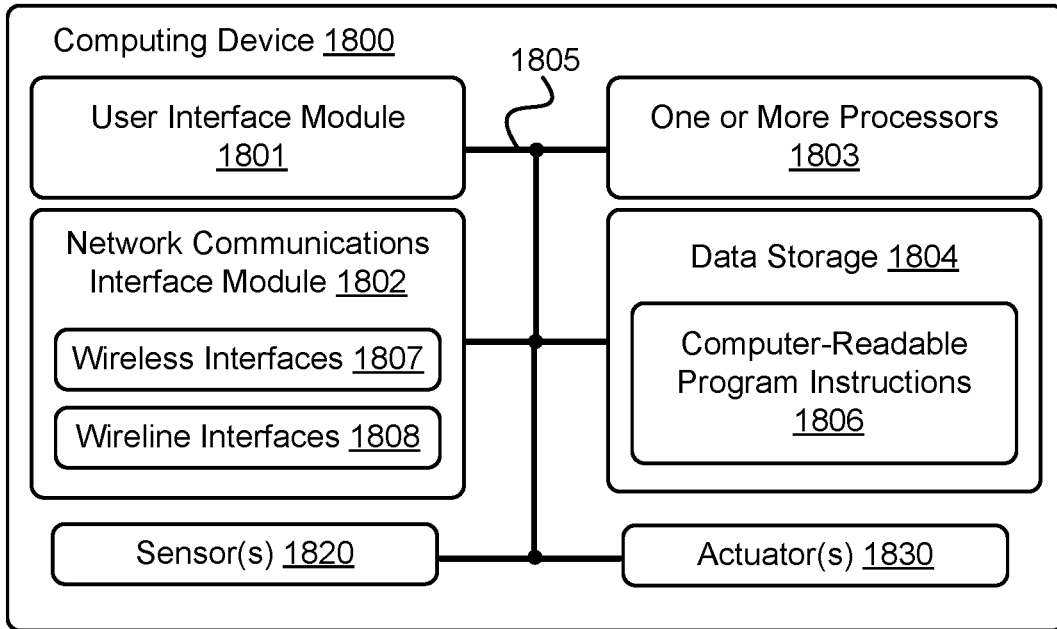 Computing Device 1800
1805
User Interface Module
1801
One or More Processors
1803
Network Communications
Interface Module 1802
Wireless Interfaces 1807
Wireline Interfaces 1808
Data Storage 1804
Computer-Readable
Program Instructions
1806
Sensor(s) 1820
Actuator(s) 1830